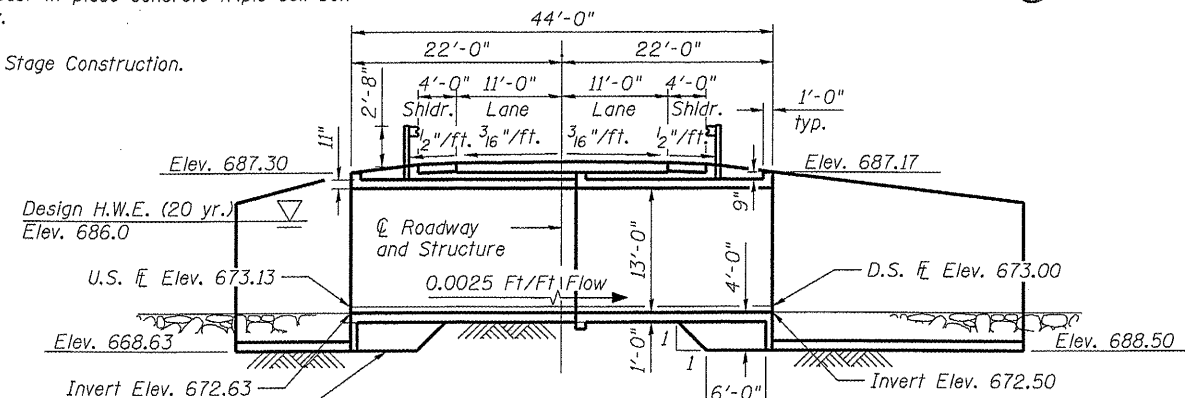 r.
Stage Construction.
44'-0"
22'-0" 22'-0"
4'-0" 11'-0" 11'-0" 4'-0"
Shldr. Lane Lane Shldr.
1'-0"
typ.
2'-8"
1/2"/ft. 3/16"/ft. 3/16"/ft. 1/2"/ft.
11"
Elev. 687.30
Elev. 687.17
9"
Design H.W.E. (20 yr.)
Elev. 686.0
℄ Roadway
and Structure
13'-0"
4'-0"
U.S. F̵L Elev. 673.13
0.0025 Ft/Ft Flow
D.S. F̵L Elev. 673.00
Elev. 668.63
1'-0"
1
1
Elev. 688.50
Invert Elev. 672.63
6'-0"
Invert Elev. 672.50